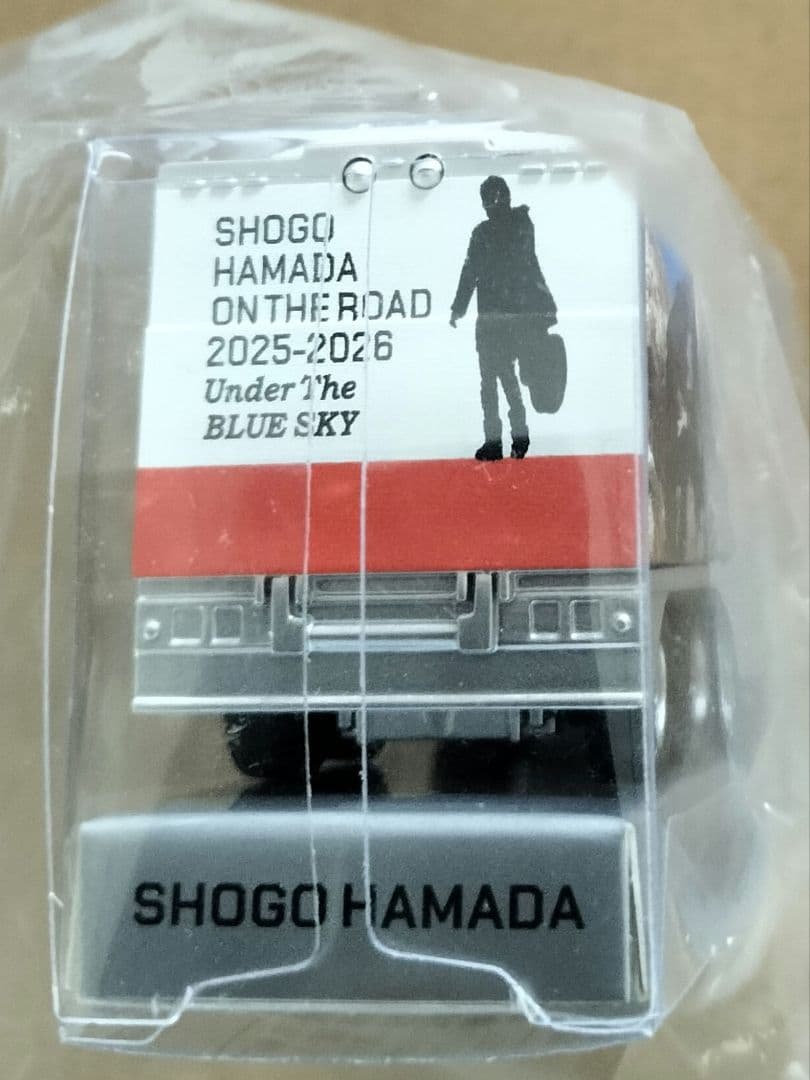 SHOGO
HAMADA
ON THE ROAD
2025-2026
Under The
BLUE SKY
SHOGO HAMADA